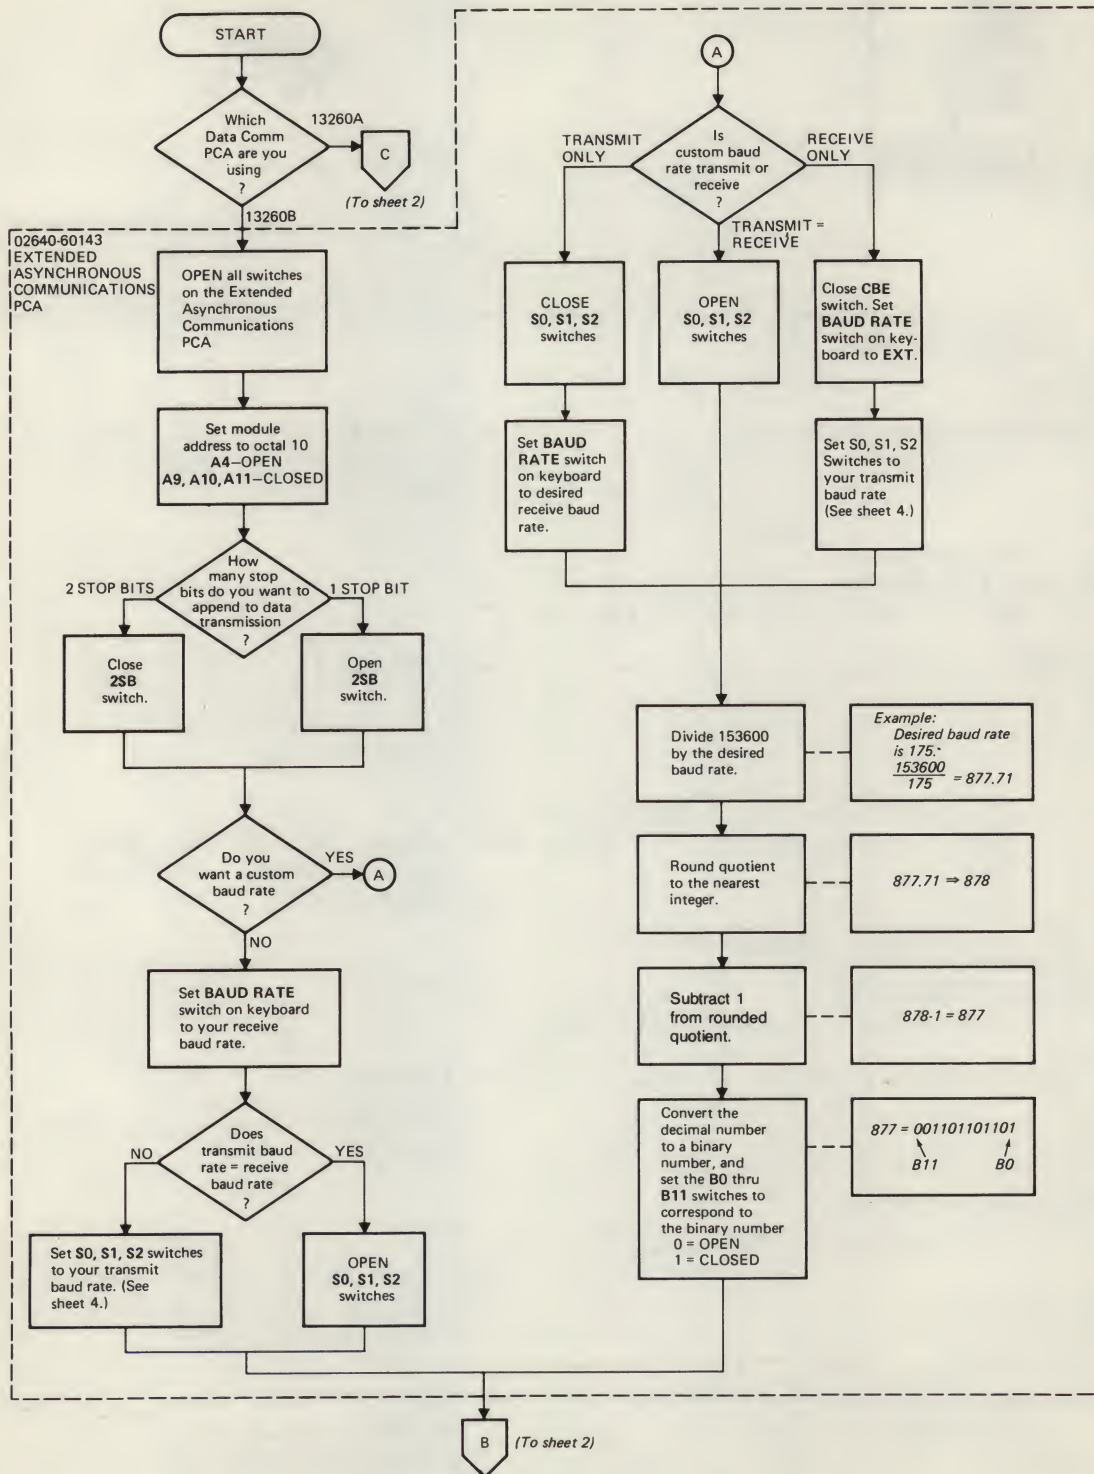 START
Which
Data Comm
PCA are you
using
?
13260A
C
(To sheet 2)
13260B
02640-60143
EXTENDED
ASYNCHRONOUS
COMMUNICATIONS
PCA
OPEN all switches
on the Extended
Asynchronous
Communications
PCA
Set module
address to octal 10
A4—OPEN
A9, A10, A11—CLOSED
How
many stop
bits do you want to
append to data
transmission
?
2 STOP BITS
1 STOP BIT
Close
2SB
switch.
Open
2SB
switch.
Do you
want a custom
baud rate
?
YES
A
NO
Set BAUD RATE
switch on keyboard
to your receive
baud rate.
Does
transmit baud
rate = receive
baud rate
?
NO
YES
Set S0, S1, S2 switches
to your transmit
baud rate. (See
sheet 4.)
OPEN
S0, S1, S2
switches
A
Is
custom baud
rate transmit or
receive
?
TRANSMIT
ONLY
RECEIVE
ONLY
TRANSMIT =
RECEIVE
CLOSE
S0, S1, S2
switches
OPEN
S0, S1, S2
switches
Close CBE
switch. Set
BAUD RATE
switch on key-
board to EXT.
Set BAUD
RATE switch
on keyboard
to desired
receive baud
rate.
Set S0, S1, S2
Switches to
your transmit
baud rate
(See sheet 4.)
Divide 153600
by the desired
baud rate.
Example:
Desired baud rate
is 175.
153600
175
= 877.71
Round quotient
to the nearest
integer.
877.71 ⇒ 878
Subtract 1
from rounded
quotient.
878-1 = 877
Convert the
decimal number
to a binary
number, and
set the B0 thru
B11 switches to
correspond to
the binary number
0 = OPEN
1 = CLOSED
877 = 001101101101
B11
B0
B
(To sheet 2)